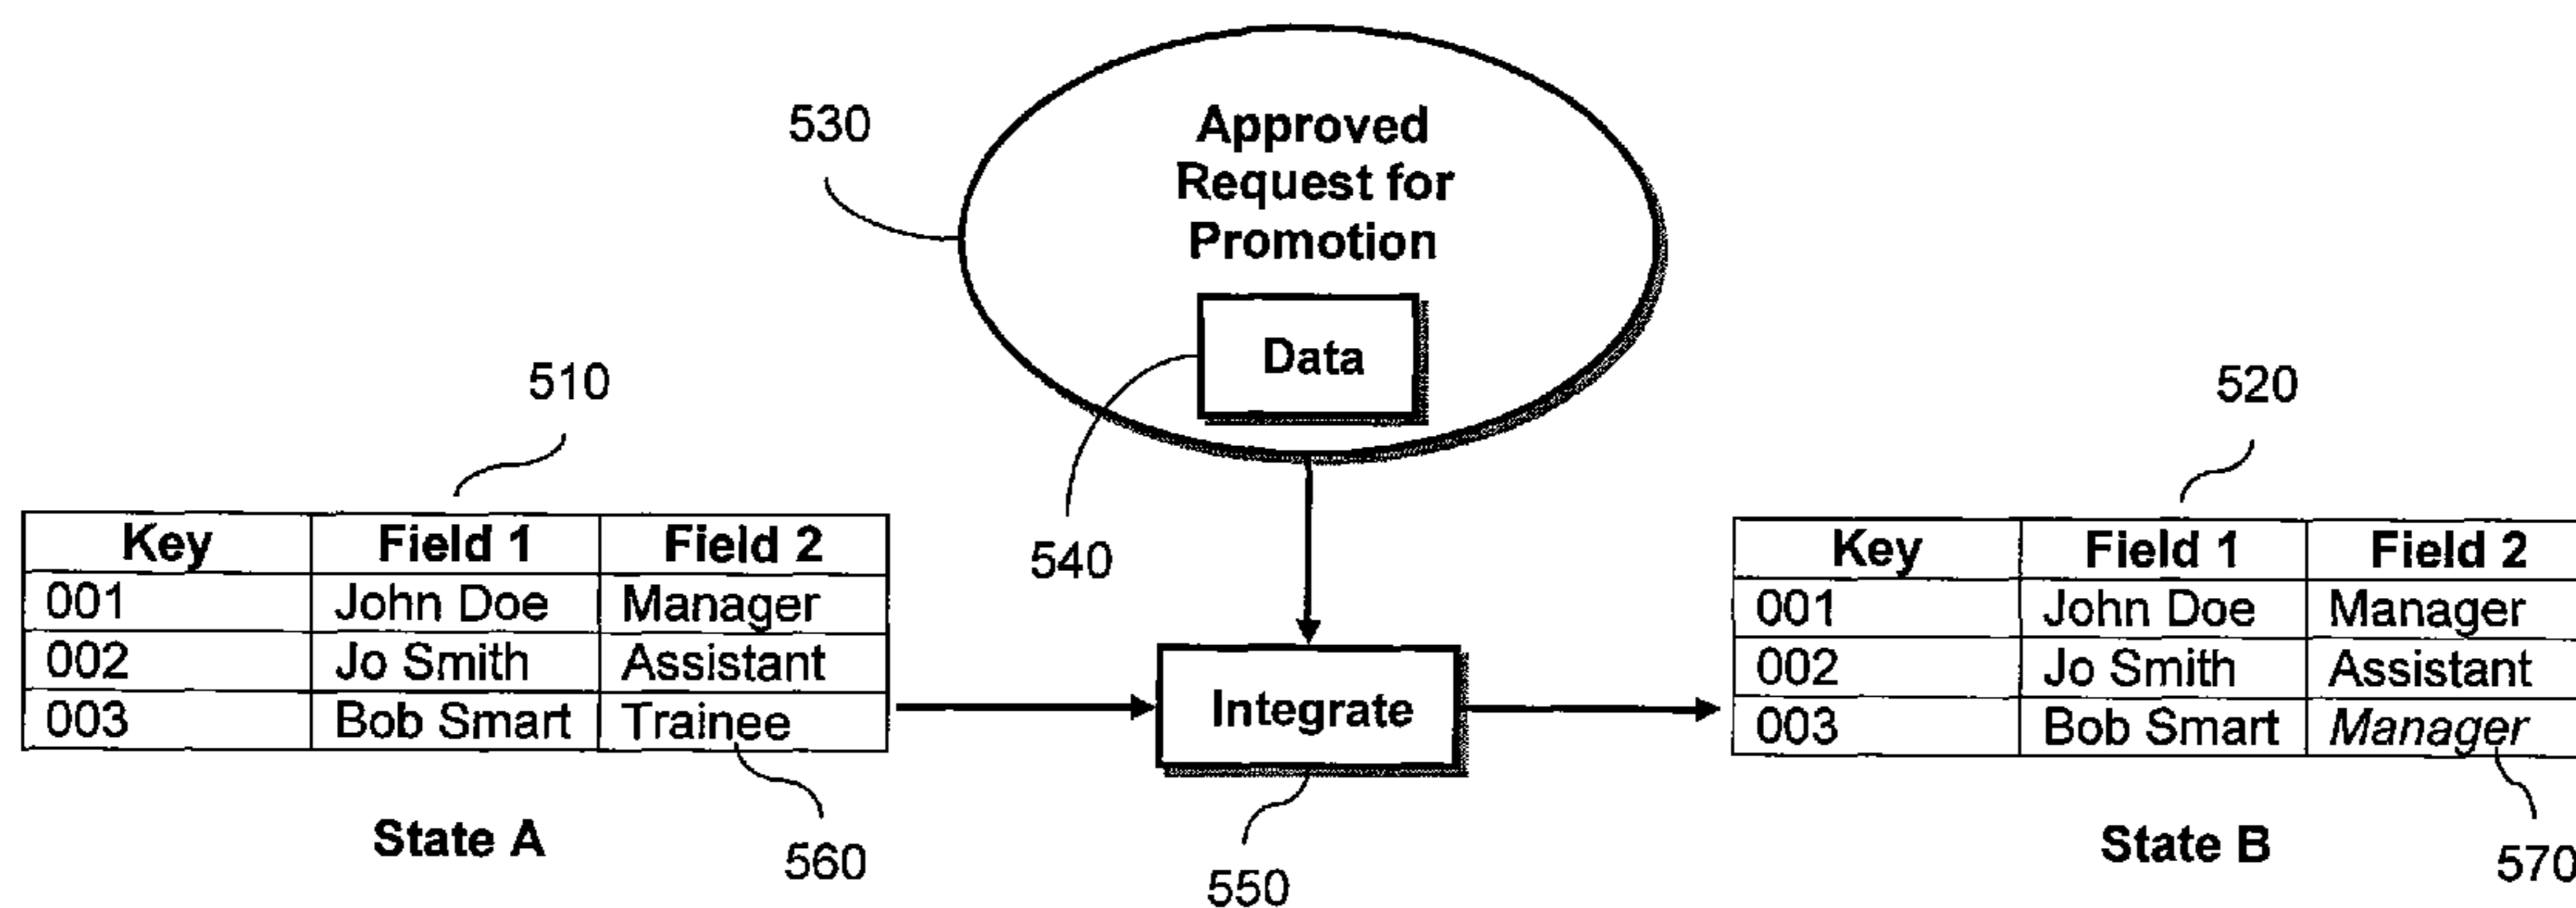 530
Approved
Request for
Promotion
Data
540
510
Key Field 1 Field 2
001 John Doe Manager
002 Jo Smith Assistant
003 Bob Smart Trainee
State A
560
Integrate
550
520
Key Field 1 Field 2
001 John Doe Manager
002 Jo Smith Assistant
003 Bob Smart Manager
State B
570